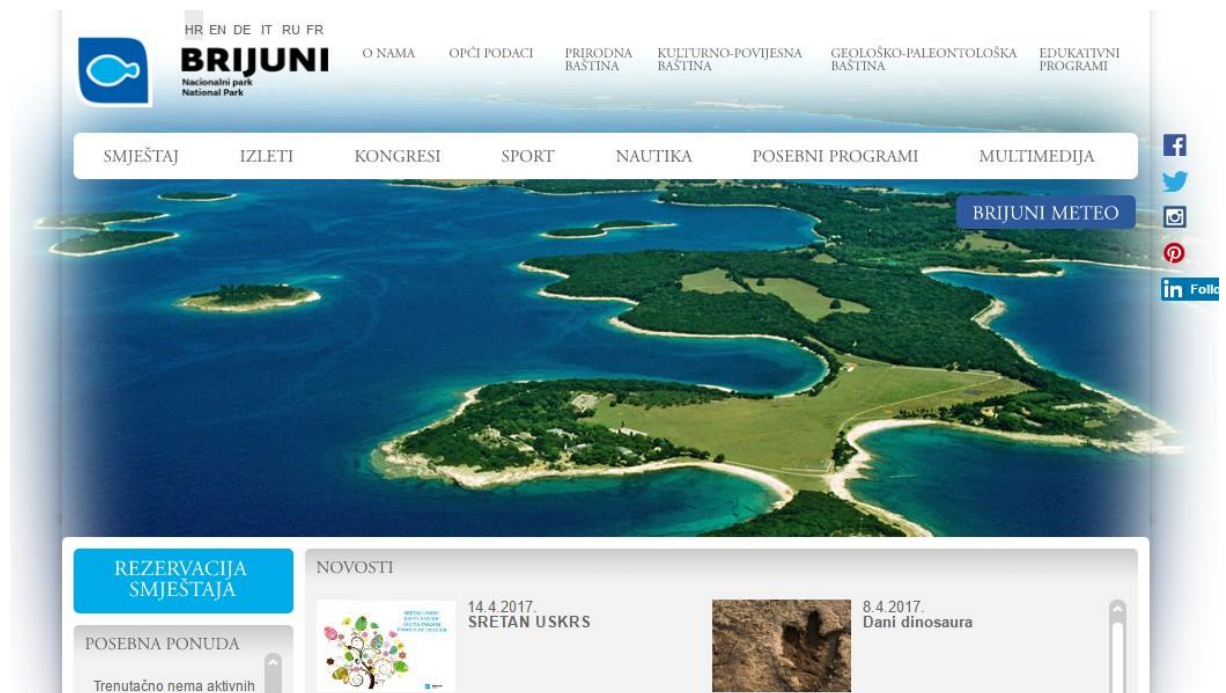 HR EN DE IT RU FR
BRIJUNI
Nacionalni park
National Park
O NAMA
OPĆI PODACI
PRIRODNA
BAŠTINA
KULTURNO-POVIJESNA
BAŠTINA
GEOLOŠKO-PALEONTOLOŠKA
BAŠTINA
EDUKATIVNI
PROGRAMI
SMJEŠTAJ
IZLETI
KONGRESI
SPORT
NAUTIKA
POSEBNI PROGRAMI
MULTIMEDIJA
BRIJUNI METEO
in Follo
REZERVACIJA
SMJEŠTAJA
POSEBNA PONUDA
Trenutačno nema aktivnih
NOVOSTI
14.4.2017.
SRETAN USKRS
8.4.2017.
Dani dinosaura